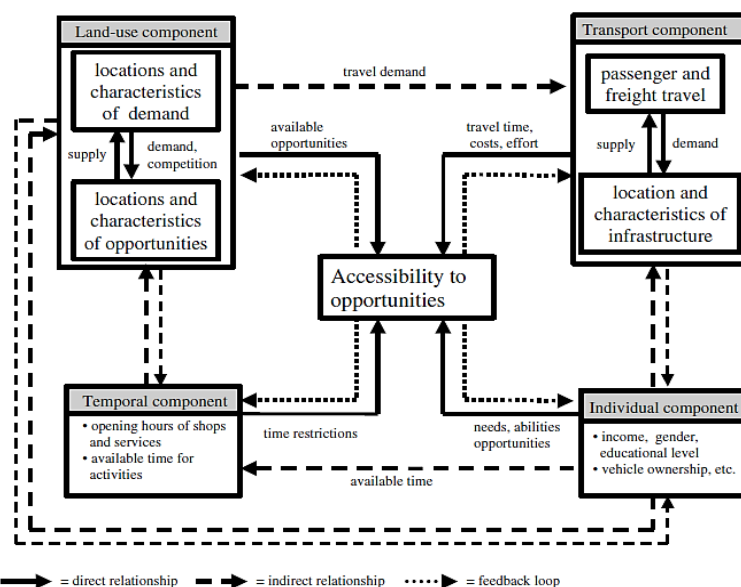 Land-use component
locations and
characteristics
of demand
supply
demand,
competition
locations and
characteristics
of opportunities
travel demand
Transport component
passenger and
freight travel
supply
demand
location and
characteristics of
infrastructure
available
opportunities
travel time,
costs, effort
Accessibility to
opportunities
Temporal component
• opening hours of shops
and services
• available time for
activities
time restrictions
needs, abilities
opportunities
Individual component
• income, gender,
educational level
• vehicle ownership, etc.
available time
= direct relationship
= indirect relationship
= feedback loop